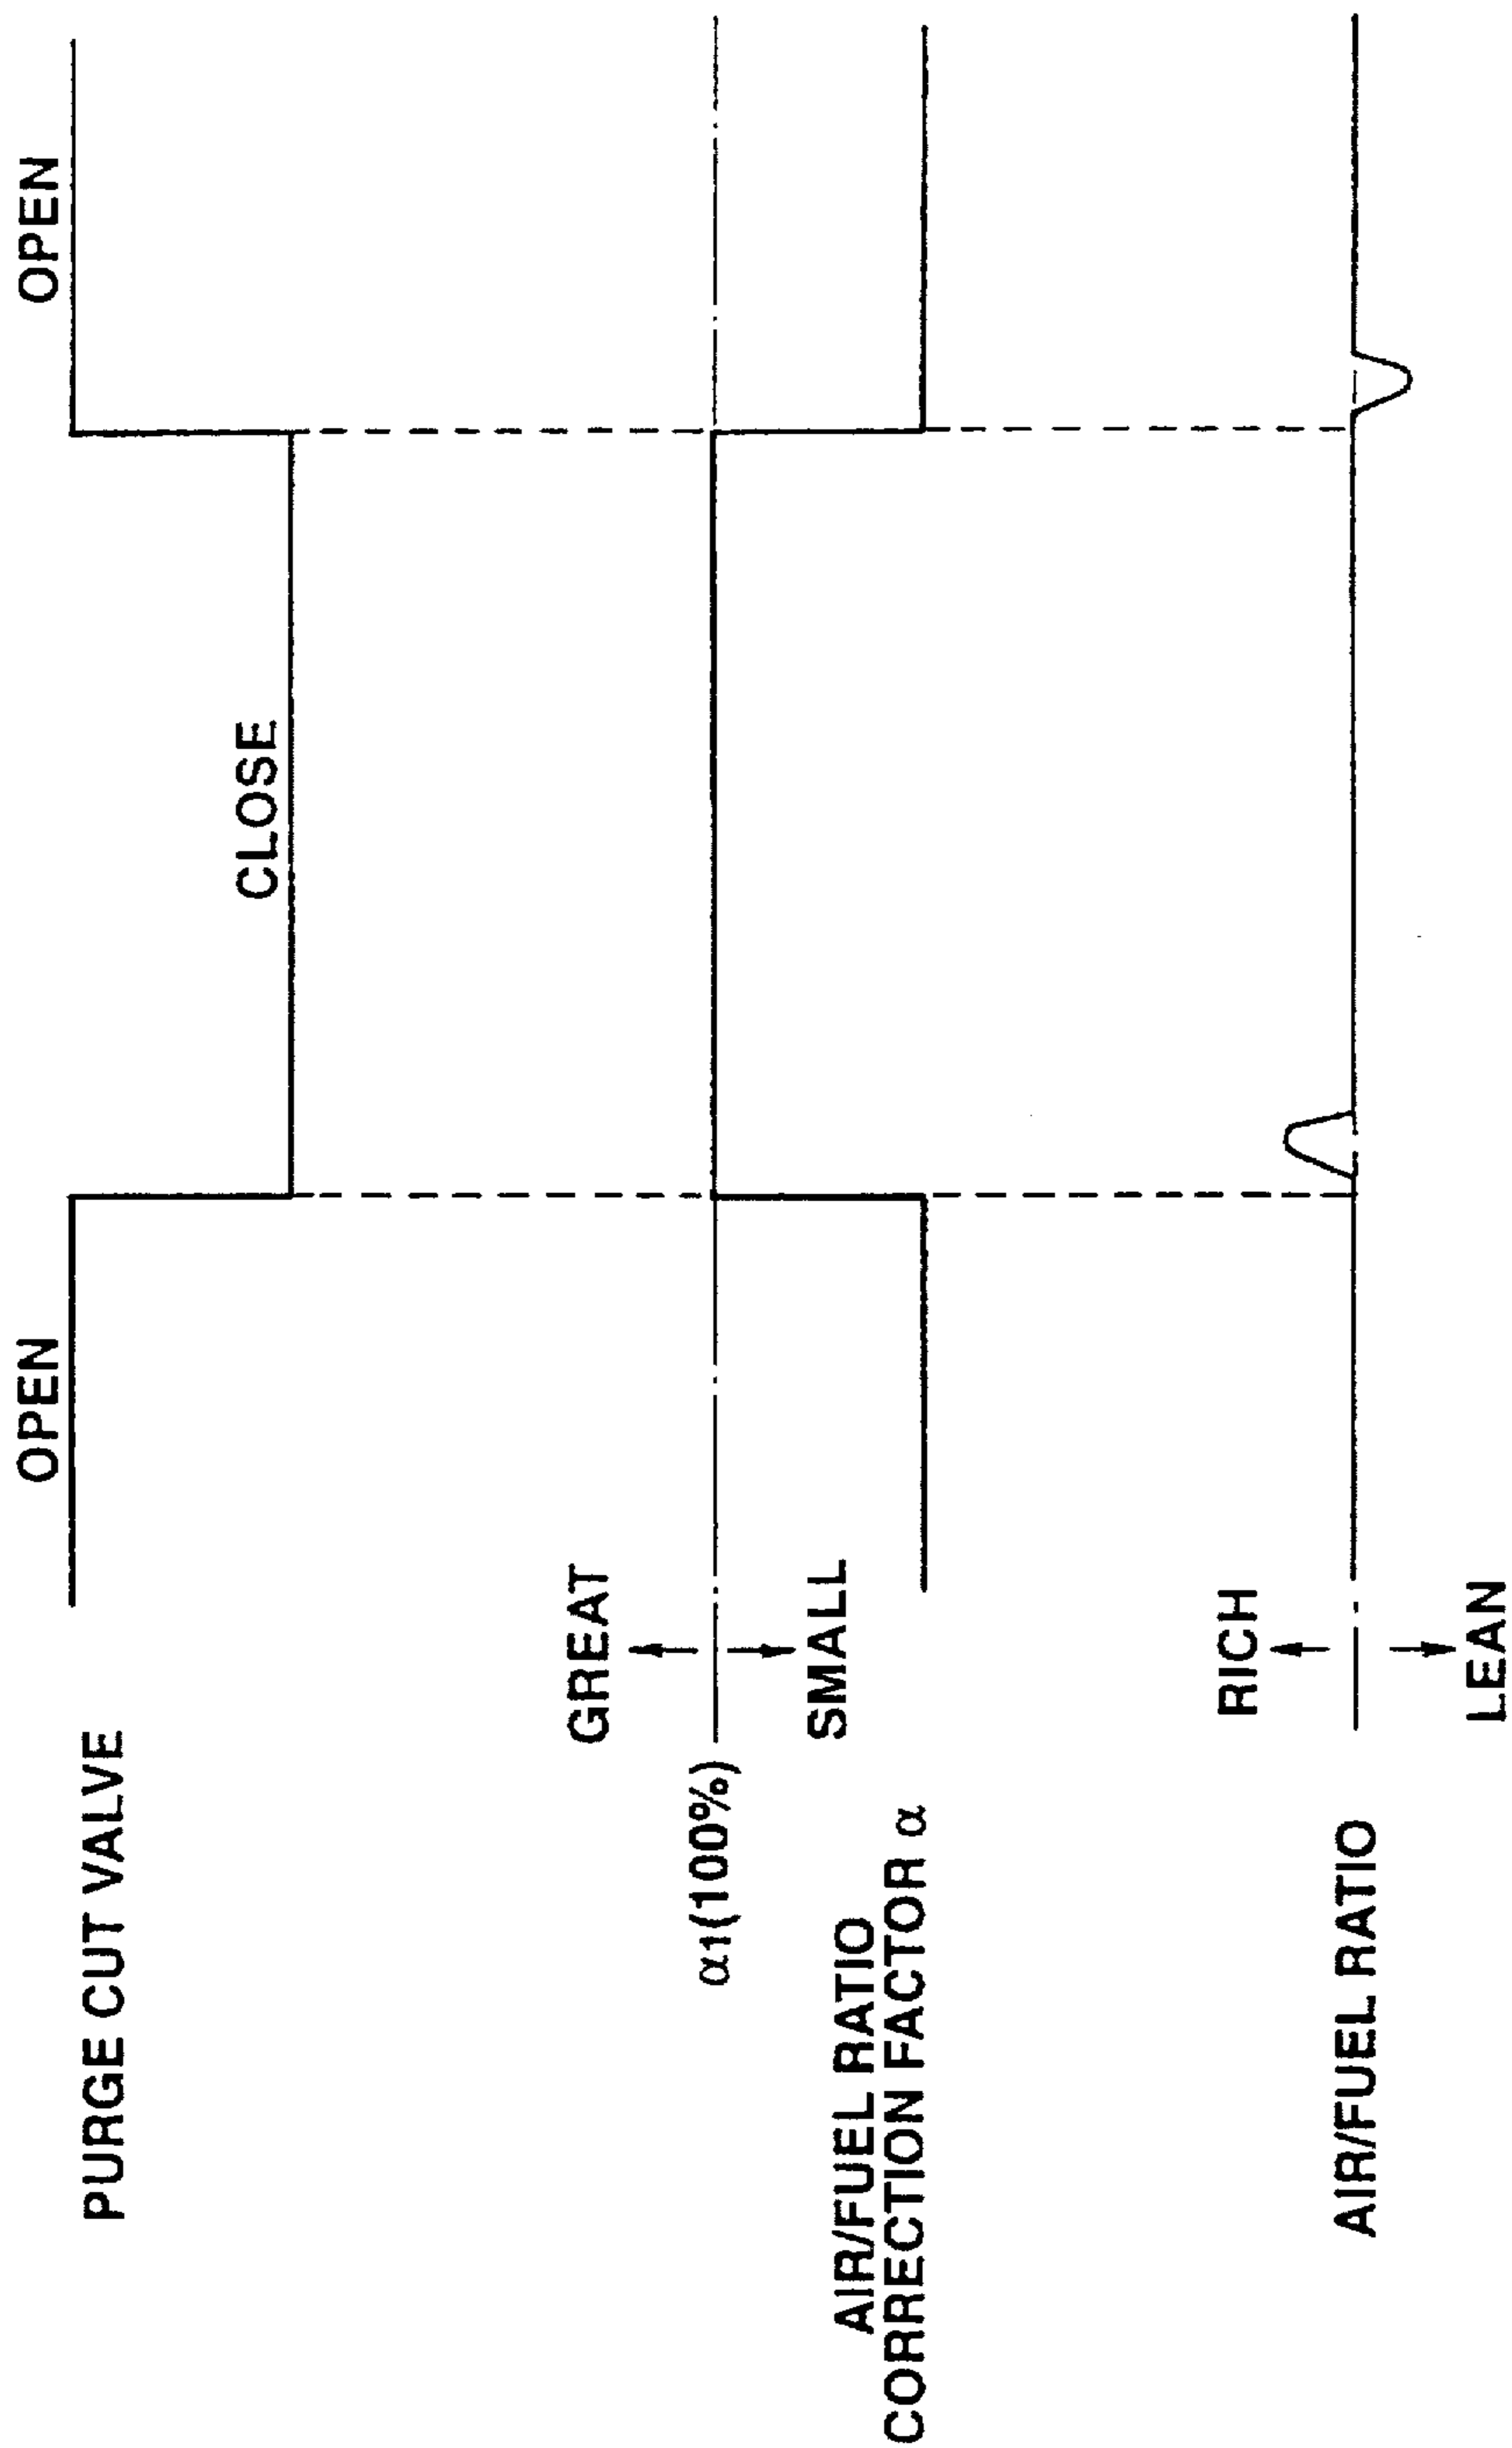 OPEN
OPEN
PURGE CUT VALVE
CLOSE
GREAT
α1(100%)
SMALL
AIR/FUEL RATIO
CORRECTION FACTOR α
RICH
AIR/FUEL RATIO
LEAN